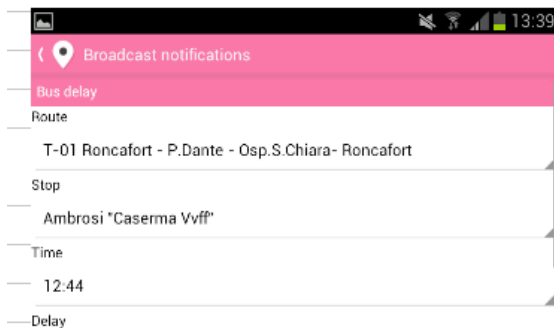 13:39
Broadcast notifications
Bus delay
Route
T-01 Roncafort - P.Dante - Osp.S.Chiara- Roncafort
Stop
Ambrosi "Caserma Vvff"
Time
12:44
Delay